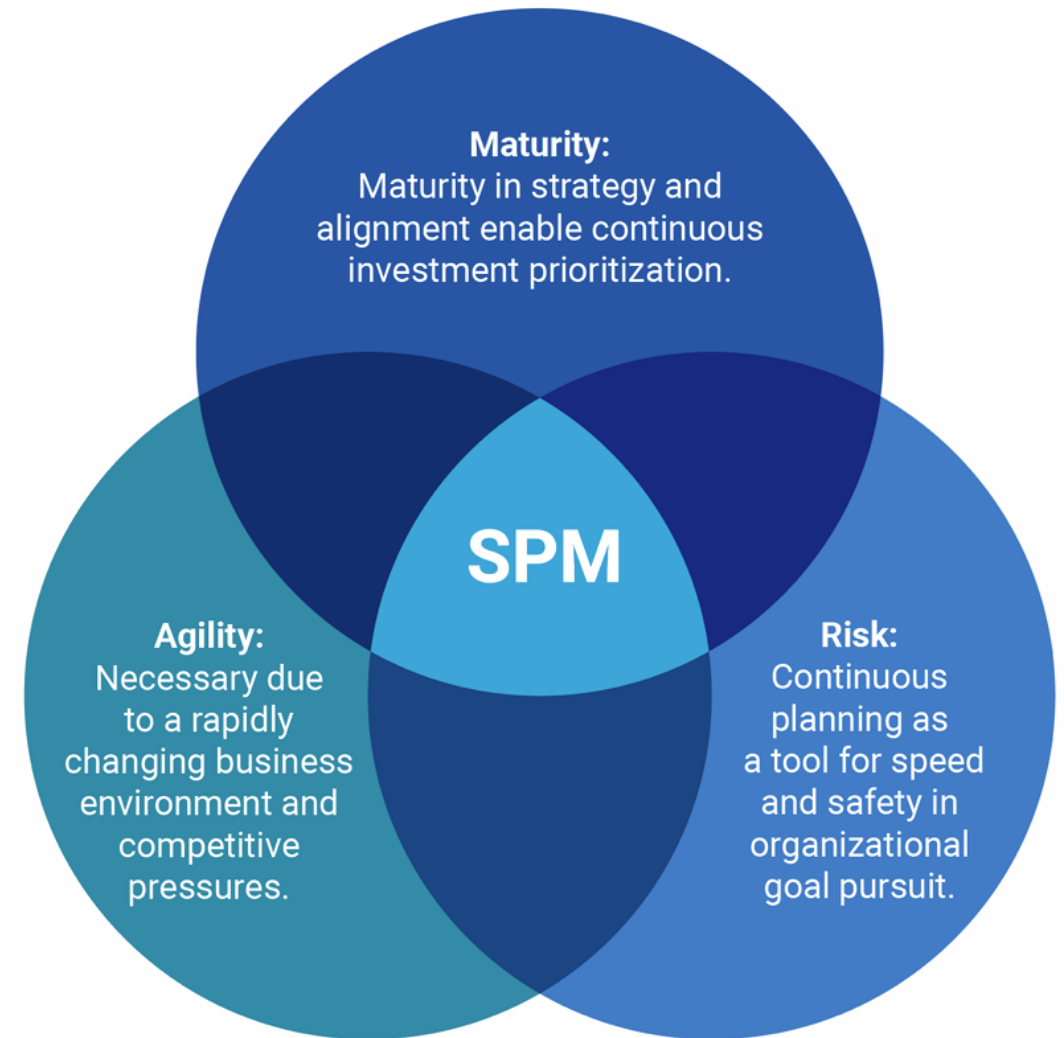 Maturity:
Maturity in strategy and
alignment enable continuous
investment prioritization.
SPM
Agility:
Necessary due
to a rapidly
changing business
environment and
competitive
pressures.
Risk:
Continuous
planning as
a tool for speed
and safety in
organizational
goal pursuit.